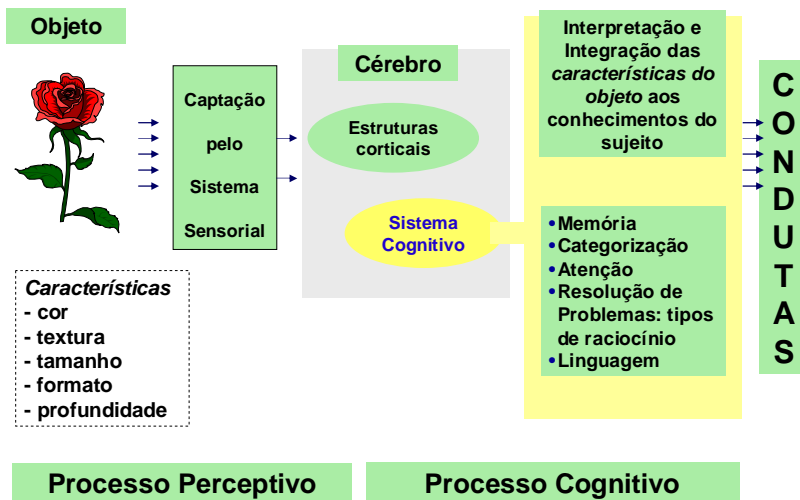 Objeto
Características
- cor
- textura
- tamanho
- formato
- profundidade
Captação
pelo
Sistema
Sensorial
Cérebro
Estruturas
corticais
Sistema
Cognitivo
Interpretação e
Integração das
características do
objeto aos
conhecimentos do
sujeito
•Memória
•Categorização
•Atenção
•Resolução de
Problemas: tipos
de raciocínio
•Linguagem
C
O
N
D
U
T
A
S
Processo Perceptivo
Processo Cognitivo